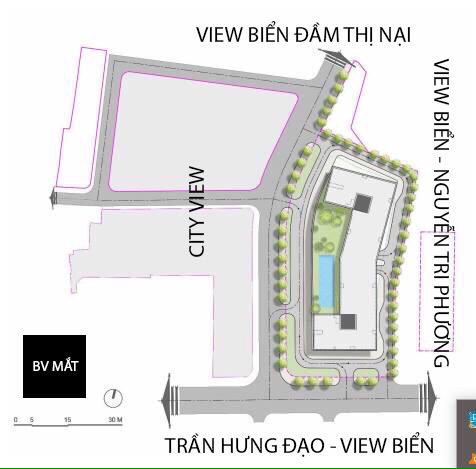 VIEW BIỂN ĐẦM THỊ NẠI
VIEW BIỂN - NGUYỄN TRI PHƯƠNG
CITY VIEW
BV MẮT
0 5 15 30 M
TRẦN HƯNG ĐẠO - VIEW BIỂN